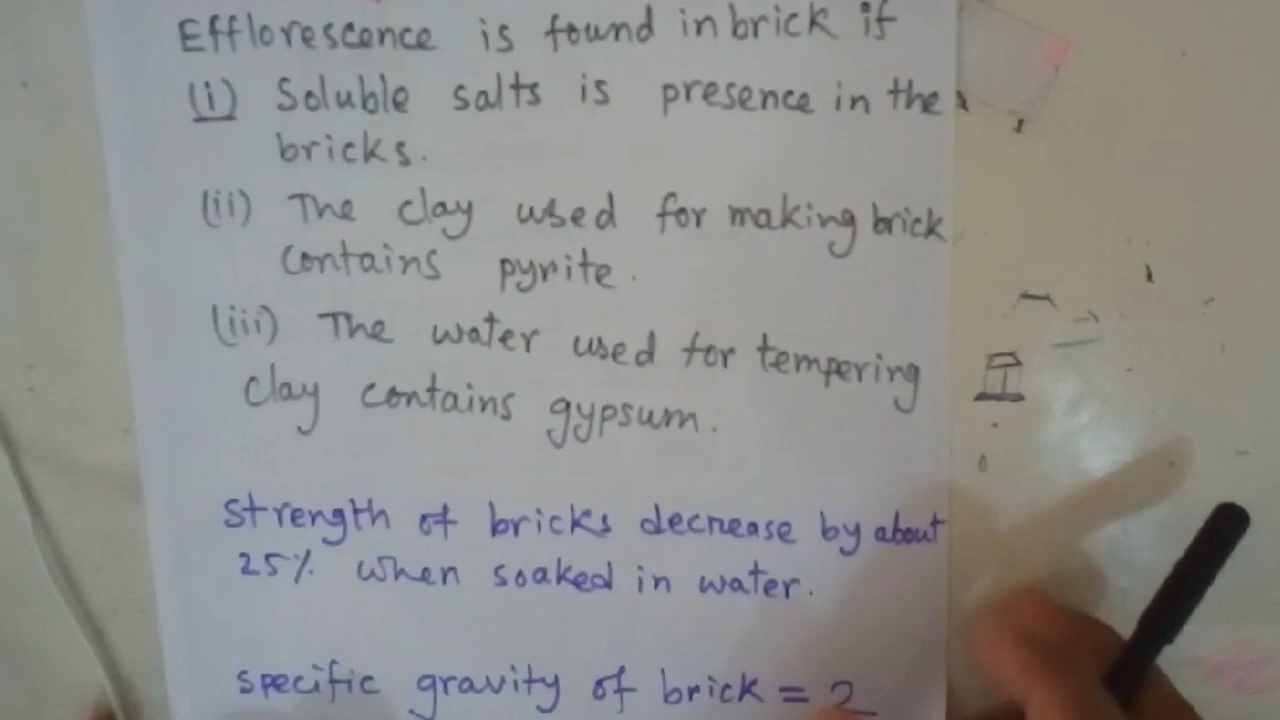 Efflorescence is found in brick if
(i) Soluble salts is presence in the
bricks.
(ii) The clay used for making brick
contains pyrite.
(iii) The water used for tempering
clay contains gypsum.
Strength of bricks decrease by about
25% when soaked in water.
specific gravity of brick = 2